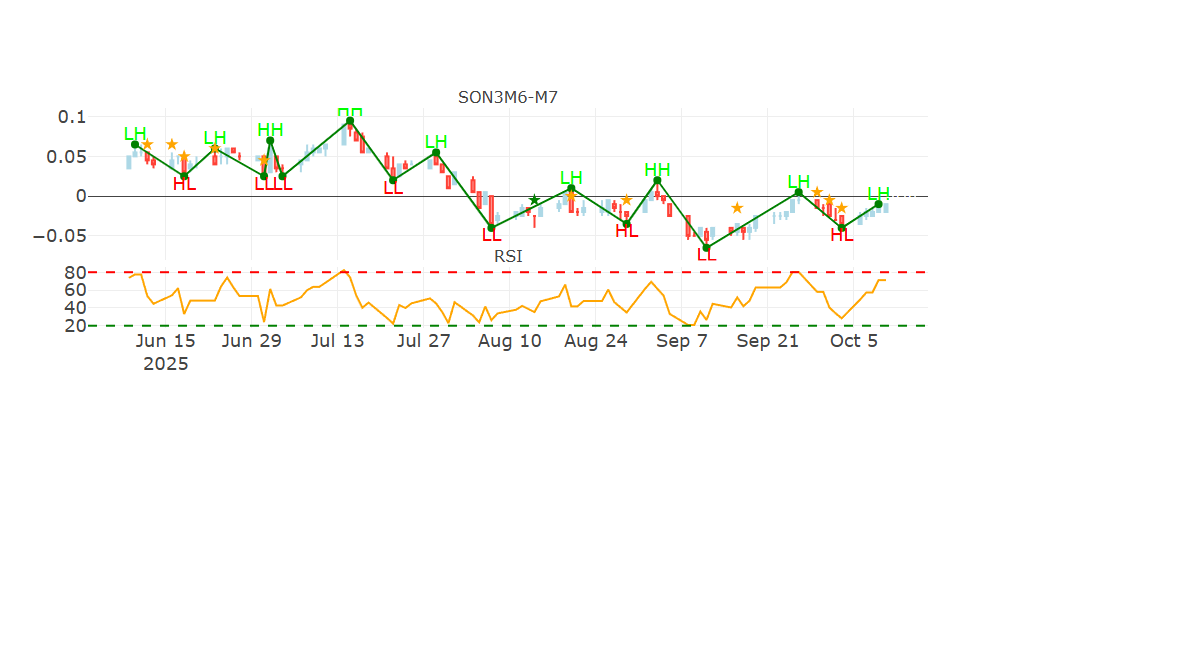 SON3M6-M7
0.1
0.05
0
−0.05
LH
HL
LH
LL
HH
LL
HH
LL
LH
LL
LH
HL
HH
LL
LH
HL
LH
RSI
80
60
40
20
Jun 15
2025
Jun 29
Jul 13
Jul 27
Aug 10
Aug 24
Sep 7
Sep 21
Oct 5